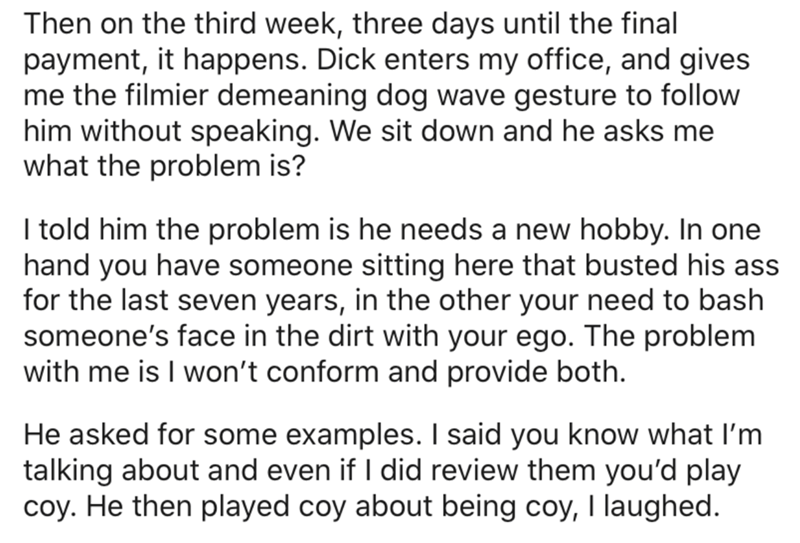 Then on the third week, three days until the final
payment, it happens. Dick enters my office, and gives
me the filmier demeaning dog wave gesture to follow
him without speaking. We sit down and he asks me
what the problem is?
I told him the problem is he needs a new hobby. In one
hand you have someone sitting here that busted his ass
for the last seven years, in the other your need to bash
someone’s face in the dirt with your ego. The problem
with me is I won’t conform and provide both.
He asked for some examples. I said you know what I’m
talking about and even if I did review them you’d play
coy. He then played coy about being coy, I laughed.